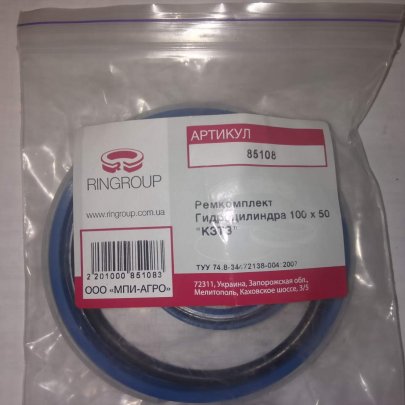 АРТИКУЛ
85108
RINGROUP
www.ringroup.com.ua
Ремкомплект
Гидроцилиндра 100 х 50
"КЗТЗ"
2 201000 851083
ООО «МПИ-АГРО»
ТУУ 74.8-34472138-004:2007
72311, Украина, Запорожская обл.,
Мелитополь, Каховское шоссе, 3/5